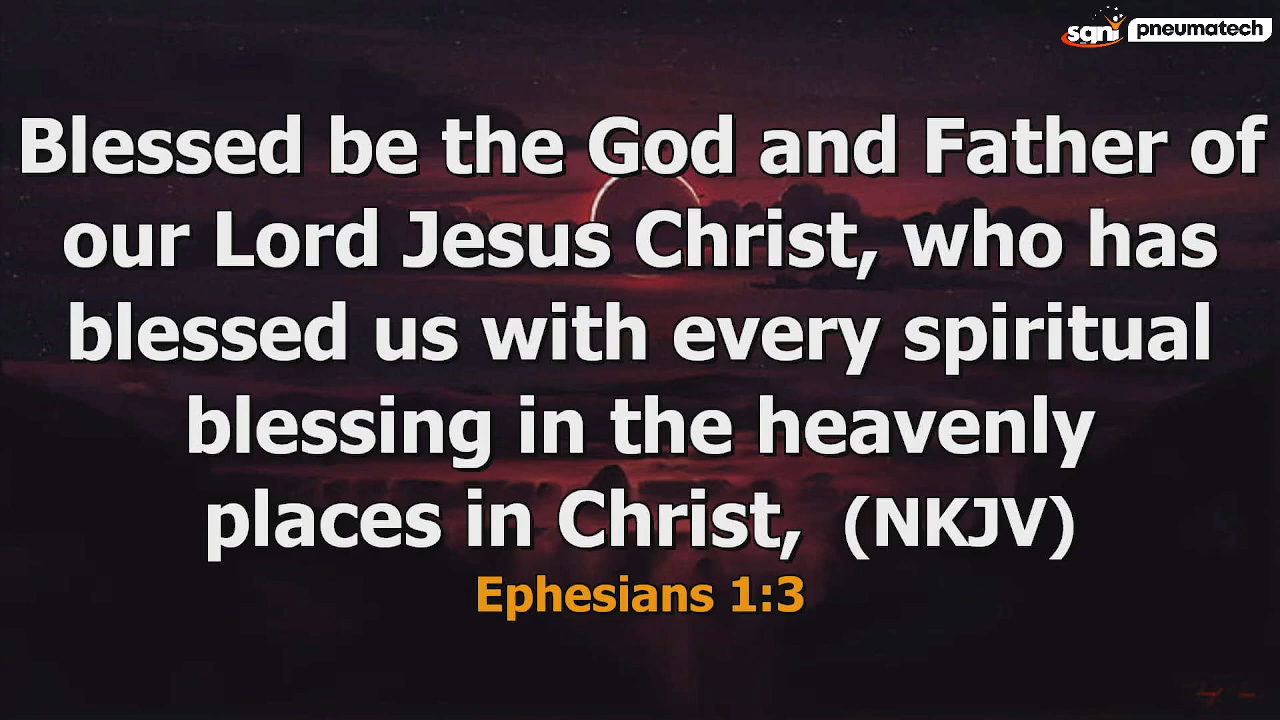 sqni pneumatech
Blessed be the God and Father of
our Lord Jesus Christ, who has
blessed us with every spiritual
blessing in the heavenly
places in Christ, (NKJV)
Ephesians 1:3